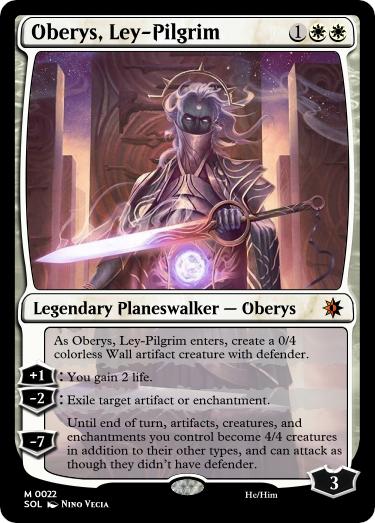 Oberys, Ley-Pilgrim 1
Legendary Planeswalker — Oberys
As Oberys, Ley-Pilgrim enters, create a 0/4
colorless Wall artifact creature with defender.
+1 : You gain 2 life.
-2 : Exile target artifact or enchantment.
Until end of turn, artifacts, creatures, and
enchantments you control become 4/4 creatures
-7 in addition to their other types, and can attack as
though they didn't have defender.
3
M 0022
SOL Nino Vecia
He/Him